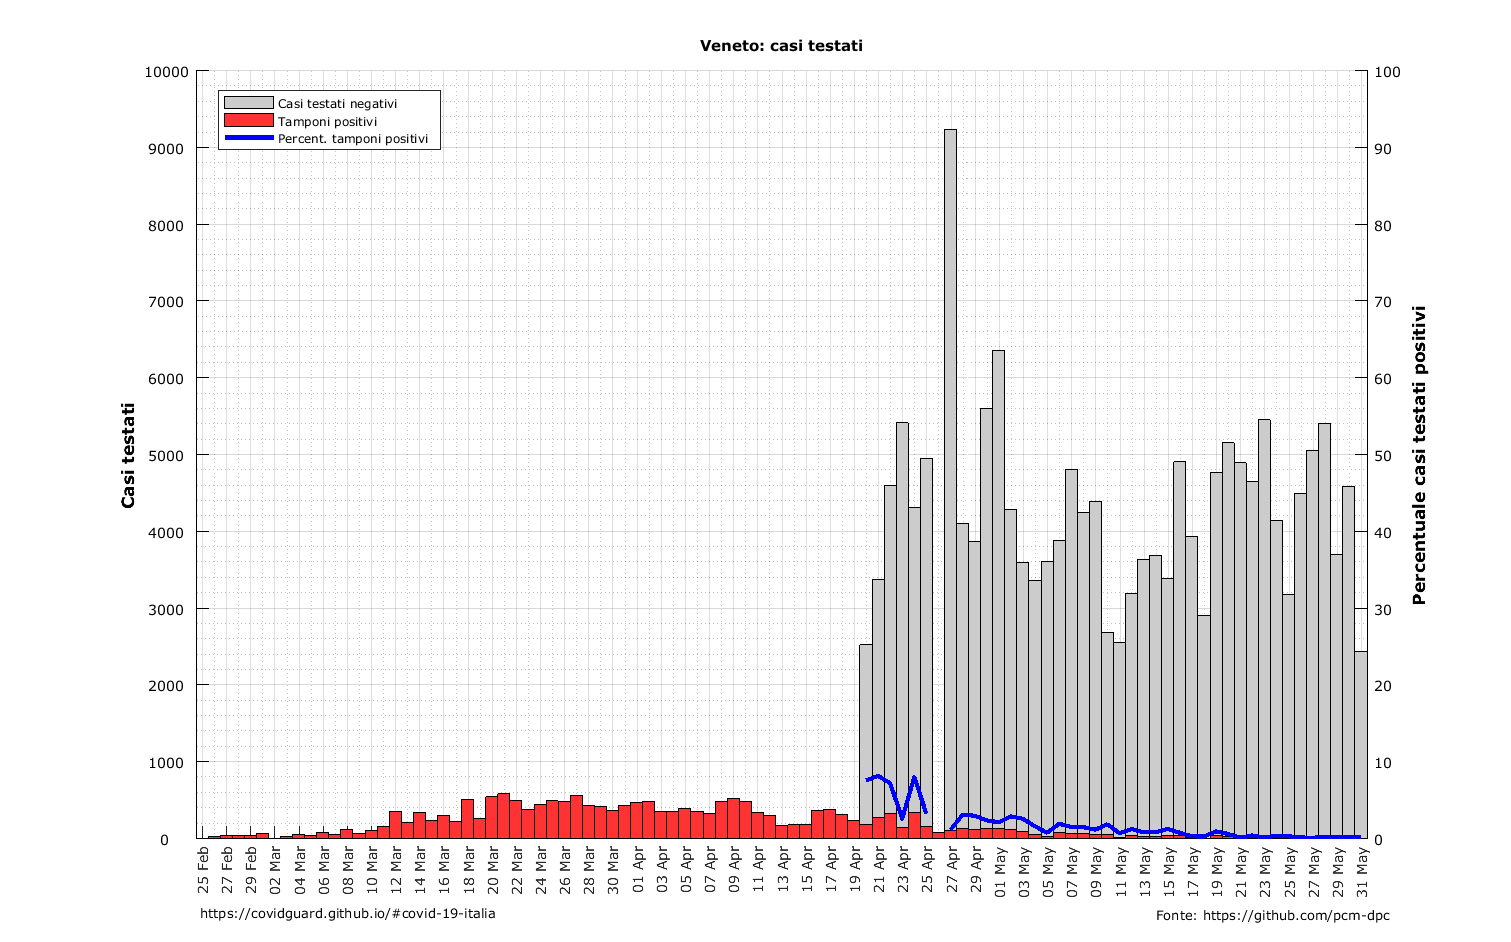 Veneto: casi testati
Casi testati negativi
Tamponi positivi
Percent. tamponi positivi
Casi testati
10000
9000
8000
7000
6000
5000
4000
3000
2000
1000
0
100
90
80
70
60
50
40
30
20
10
0
Percentuale casi testati positivi
25 Feb
27 Feb
29 Feb
02 Mar
04 Mar
06 Mar
08 Mar
10 Mar
12 Mar
14 Mar
16 Mar
18 Mar
20 Mar
22 Mar
24 Mar
26 Mar
28 Mar
30 Mar
01 Apr
03 Apr
05 Apr
07 Apr
09 Apr
11 Apr
13 Apr
15 Apr
17 Apr
19 Apr
21 Apr
23 Apr
25 Apr
27 Apr
29 Apr
01 May
03 May
05 May
07 May
09 May
11 May
13 May
15 May
17 May
19 May
21 May
23 May
25 May
27 May
29 May
31 May
https://covidguard.github.io/#covid-19-italia
Fonte: https://github.com/pcm-dpc